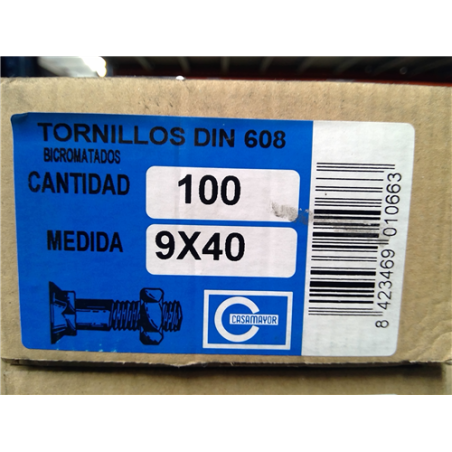 TORNILLOS DIN 608
BICROMATADOS
CANTIDAD 100
MEDIDA 9X40
CASAMAYOR
8 423469 010663